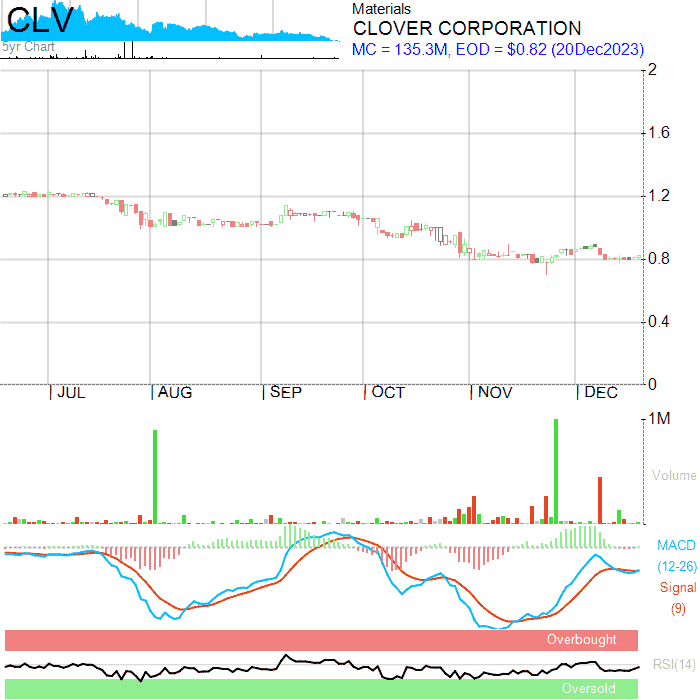 CLV
5yr Chart
Materials
CLOVER CORPORATION
MC = 135.3M, EOD = $0.82 (20Dec2023)
2
1.6
1.2
0.8
0.4
0
JUL AUG SEP OCT NOV DEC
1M
Volume
MACD
(12-26)
Signal
(9)
Overbought
RSI(14)
Oversold